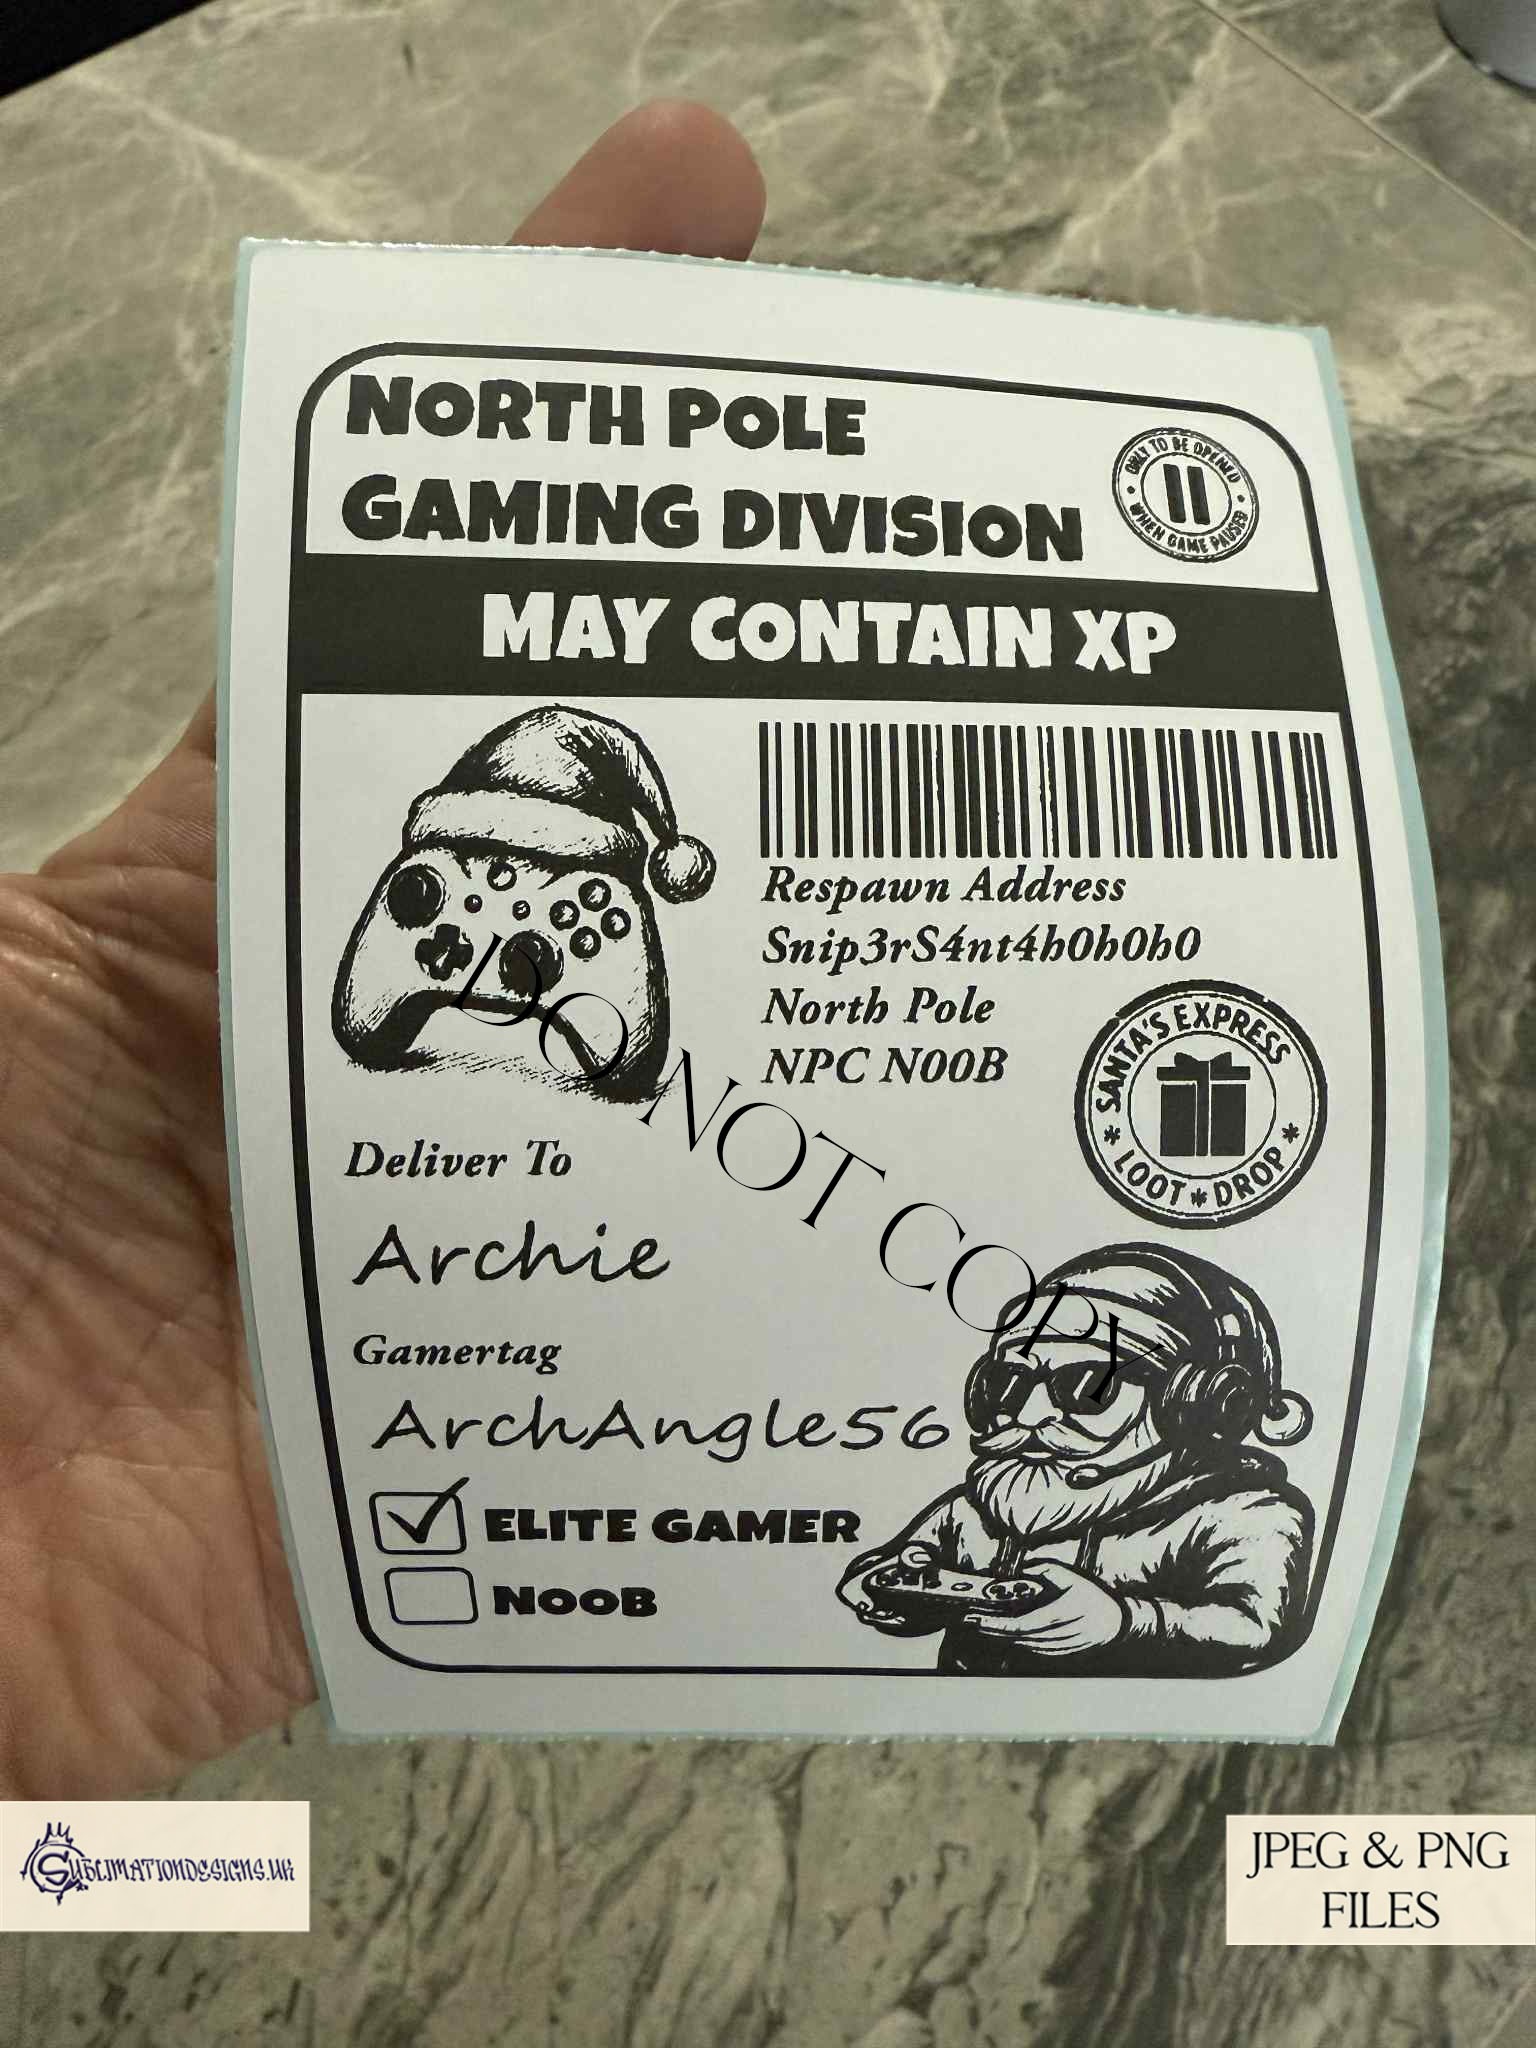 NORTH POLE
GAMING DIVISION
ONLY TO BE OPENED
WHEN GAME PAUSED
MAY CONTAIN XP
Respawn Address
Snip3rS4nt4h0h0h0
North Pole
NPC N00B
SANTA'S EXPRESS
* LOOT * DROP *
Deliver To
Archie
Gamertag
ArchAngle56
ELITE GAMER
NOOB
DO NOT COPY
SUBLIMATIONDESIGNS.UK
JPEG & PNG
FILES